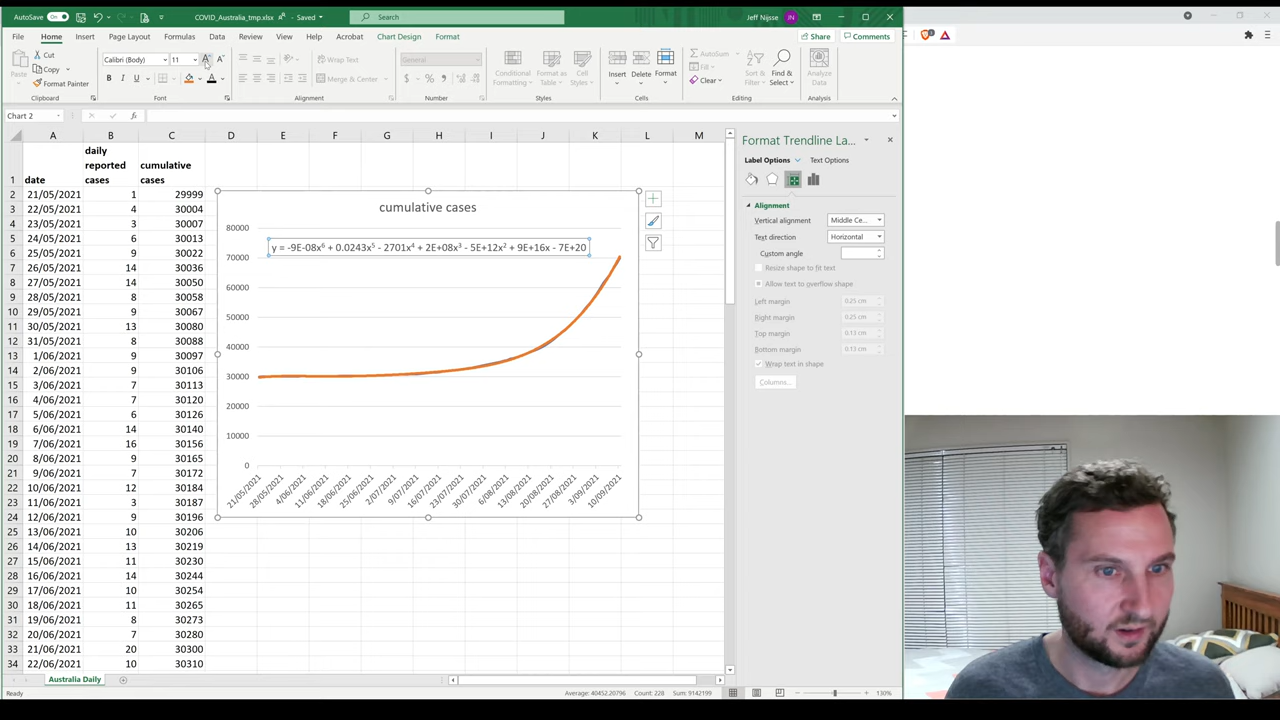 AutoSave On COVID_Australia_tmp.xlsx - Saved Search Jeff Nijsse JN
File Home Insert Page Layout Formulas Data Review View Help Acrobat Chart Design Format Share Comments
Paste Cut Copy Format Painter
Calibri (Body) 11 A A
B I U A
Wrap Text
Merge & Center
General
$ %
Conditional Formatting Format as Table Cell Styles
Insert Delete Format
AutoSum Fill Clear
Sort & Filter Find & Select
Analyze Data
Clipboard Font Alignment Number Styles Cells Editing Analysis
Chart 2 fx
A B C D E F G H I J K L M
1 date daily reported cases cumulative cases
2 21/05/2021 1 29999
3 22/05/2021 4 30004
4 23/05/2021 3 30007
5 24/05/2021 6 30013
6 25/05/2021 9 30022
7 26/05/2021 14 30036
8 27/05/2021 14 30050
9 28/05/2021 8 30058
10 29/05/2021 9 30067
11 30/05/2021 13 30080
12 31/05/2021 8 30088
13 1/06/2021 9 30097
14 2/06/2021 9 30106
15 3/06/2021 7 30113
16 4/06/2021 7 30120
17 5/06/2021 6 30126
18 6/06/2021 14 30140
19 7/06/2021 16 30156
20 8/06/2021 9 30165
21 9/06/2021 7 30172
22 10/06/2021 12 30184
23 11/06/2021 3 30187
24 12/06/2021 9 30196
25 13/06/2021 10
26 14/06/2021 13
27 15/06/2021 11
28 16/06/2021 14
29 17/06/2021 10
30 18/06/2021 11
31 19/06/2021 8
32 20/06/2021 7
33 21/06/2021 20 30300
34 22/06/2021 10 30310
cumulative cases
y = -9E-08x⁶ + 0.0243x⁵ - 2701x⁴ + 2E+08x³ - 5E+12x² + 9E+16x - 7E+20
80000
70000
60000
50000
40000
30000
20000
10000
0
21/05/2021 28/05/2021 4/06/2021 11/06/2021 18/06/2021 25/06/2021 2/07/2021 9/07/2021 16/07/2021 23/07/2021 30/07/2021 6/08/2021 13/08/2021 20/08/2021 27/08/2021 3/09/2021 10/09/2021
Format Trendline La...
Label Options Text Options
Alignment
Vertical alignment Middle Ce...
Text direction Horizontal
Custom angle
Resize shape to fit text
Allow text to overflow shape
Left margin 0.25 cm
Right margin 0.25 cm
Top margin 0.13 cm
Bottom margin 0.13 cm
Wrap text in shape
Columns...
Australia Daily
Ready Average: 40452.20796 Count: 228 Sum: 9142199 130%